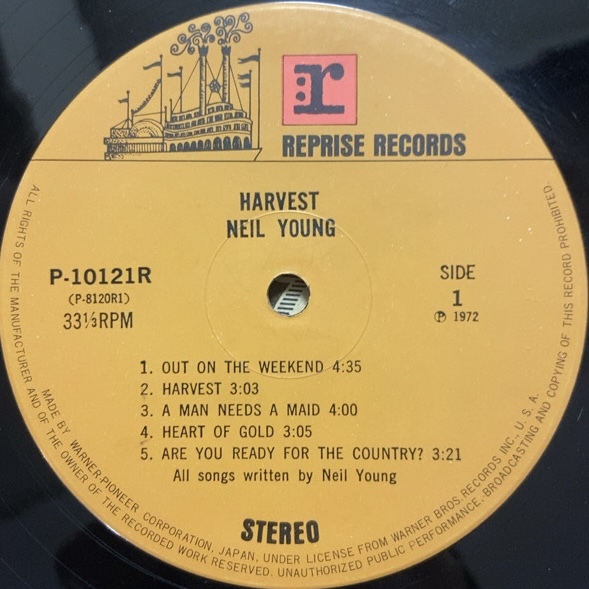 r
REPRISE RECORDS
HARVEST
NEIL YOUNG
P-10121R
(P-8120R1)
33⅓RPM
SIDE
1
℗ 1972
1. OUT ON THE WEEKEND 4:35
2. HARVEST 3:03
3. A MAN NEEDS A MAID 4:00
4. HEART OF GOLD 3:05
5. ARE YOU READY FOR THE COUNTRY? 3:21
All songs written by Neil Young
STEREO
MADE BY WARNER-PIONEER CORPORATION, JAPAN, UNDER LICENSE FROM WARNER BROS. RECORDS INC., U.S.A.
ALL RIGHTS OF THE MANUFACTURER AND OF THE OWNER OF THE RECORDED WORK RESERVED. UNAUTHORIZED PUBLIC PERFORMANCE, BROADCASTING AND COPYING OF THIS RECORD PROHIBITED.